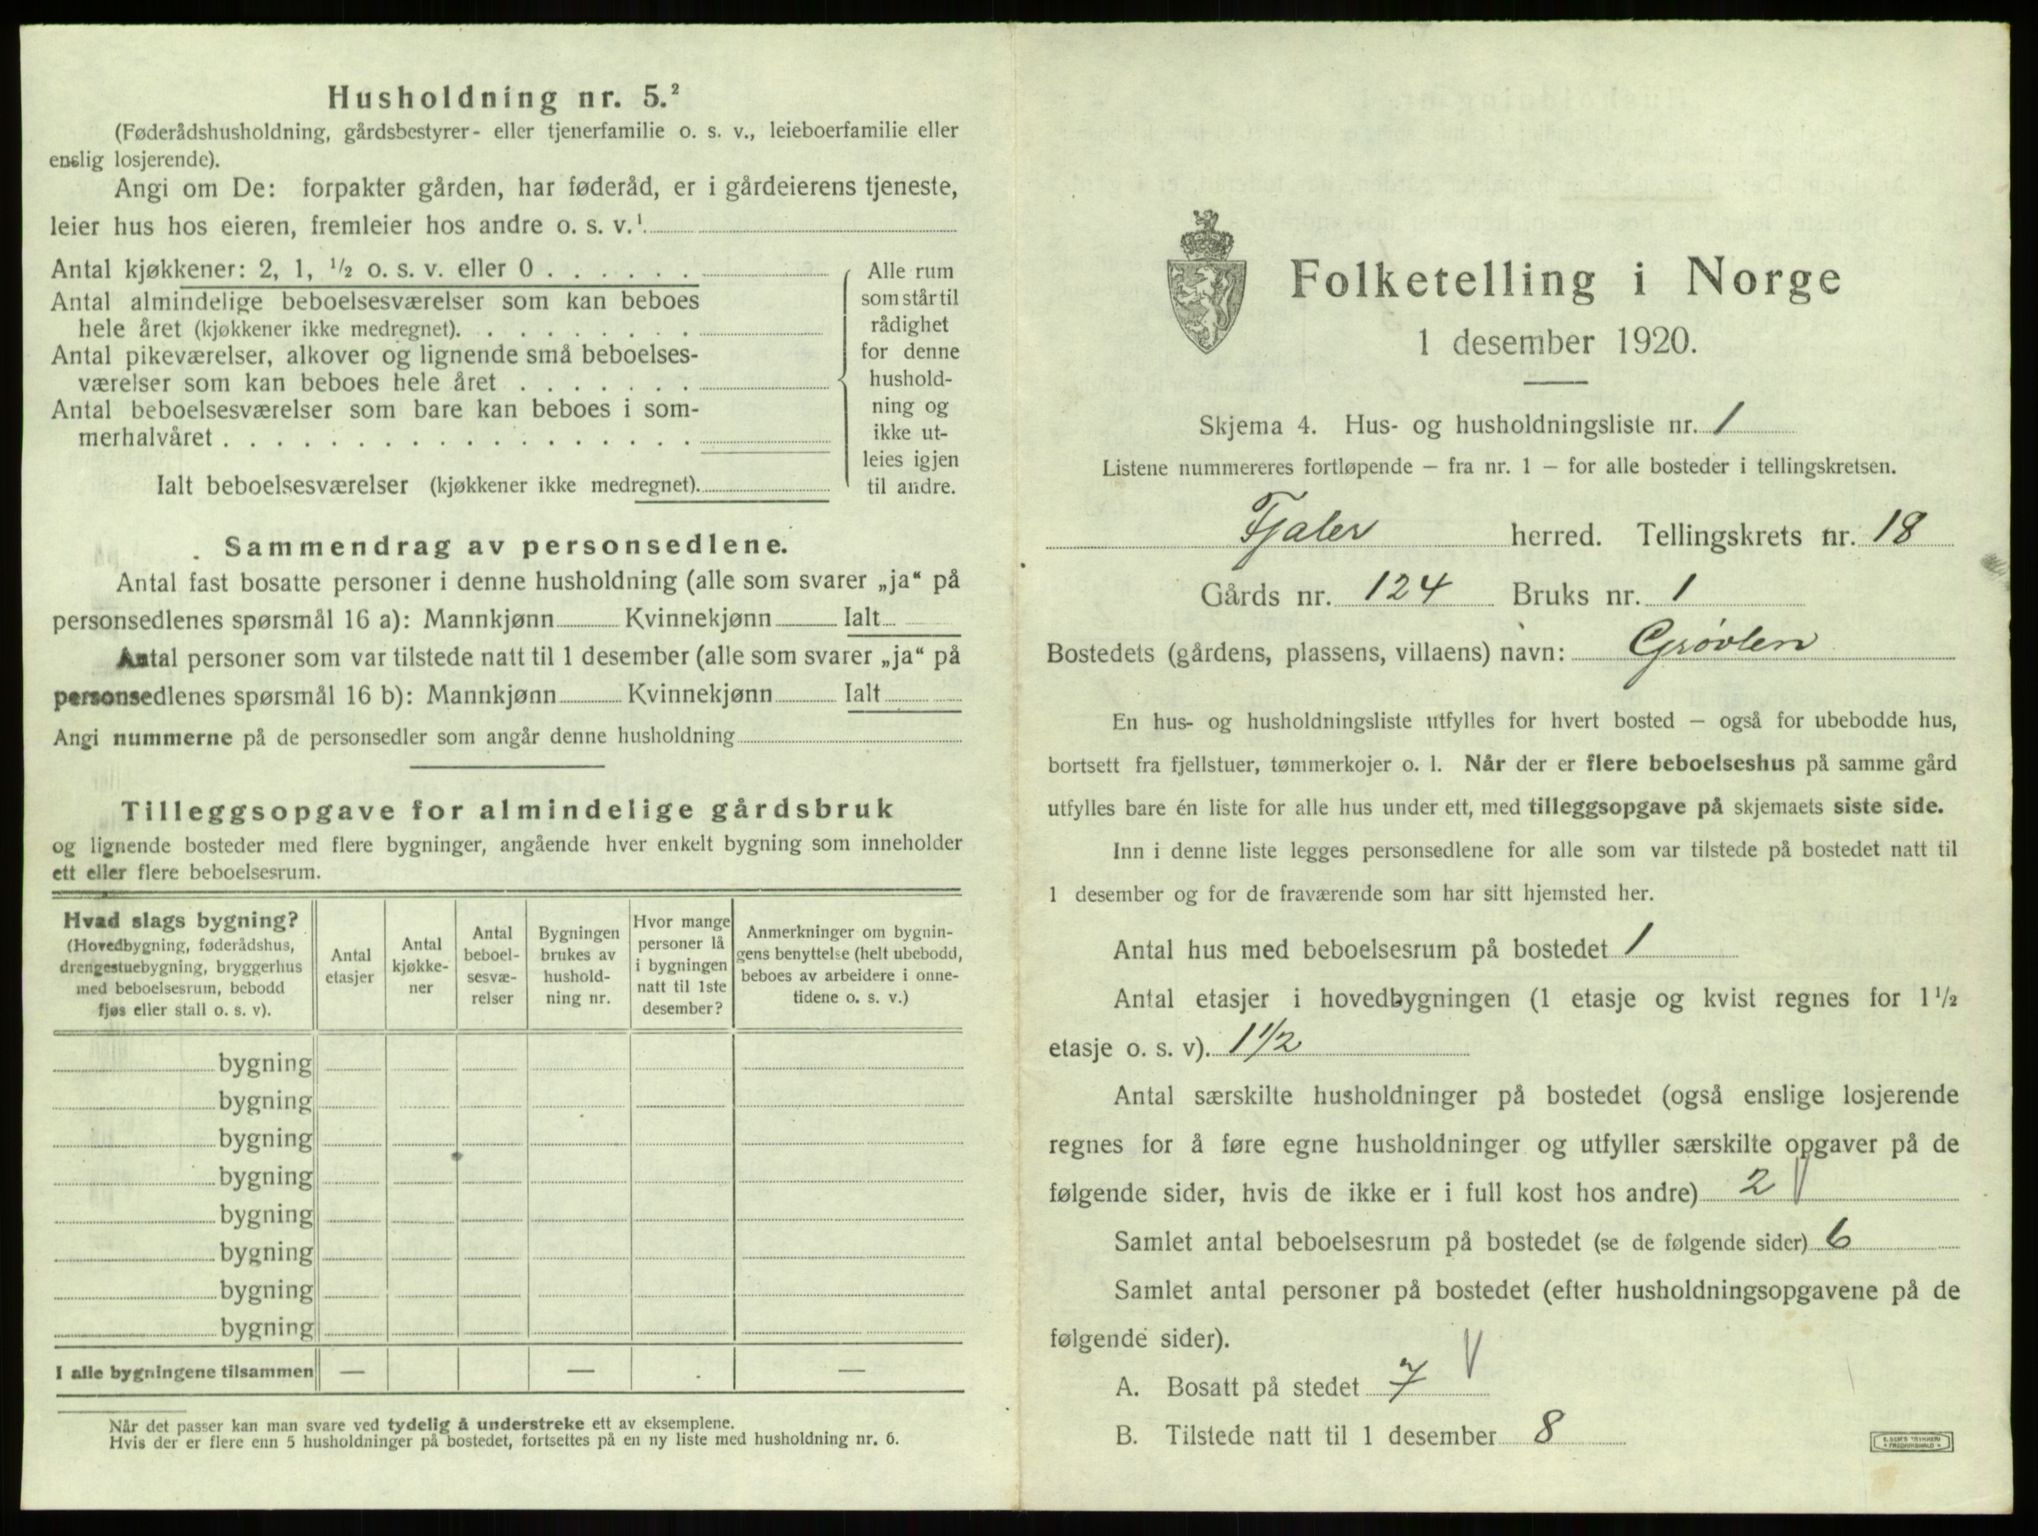 Husholdning nr. 5.²
(Føderådshusholdning, gårdsbestyrer- eller tjenerfamilie o. s. v., leieboerfamilie eller
enslig losjerende).
Angi om De: forpakter gården, har føderåd, er i gårdeierens tjeneste,
leier hus hos eieren, fremleier hos andre o. s. v.¹
Antal kjøkkener: 2, 1, ½ o. s. v. eller 0 . . . . . .
Antal almindelige beboelsesværelser som kan beboes
hele året (kjøkkener ikke medregnet). . . . . . . . .
Antal pikeværelser, alkover og lignende små beboelses-
værelser som kan beboes hele året . . . . . . .
Antal beboelsesværelser som bare kan beboes i som-
merhalvåret . . . . . . . . . . . . . . . . . .
Ialt beboelsesværelser (kjøkkener ikke medregnet).
Alle rum
som står til
rådighet
for denne
hushold-
ning og
ikke ut-
leies igjen
til andre.
Sammendrag av personsedlene.
Antal fast bosatte personer i denne husholdning (alle som svarer „ja“ på
personsedlenes spørsmål 16 a): Mannkjønn Kvinnekjønn Ialt
Antal personer som var tilstede natt til 1 desember (alle som svarer „ja“ på
personsedlenes spørsmål 16 b): Mannkjønn Kvinnekjønn Ialt
Angi nummerne på de personsedler som angår denne husholdning
Tilleggsopgave for almindelige gårdsbruk
og lignende bosteder med flere bygninger, angående hver enkelt bygning som inneholder
ett eller flere beboelsesrum.
Hvad slags bygning?
(Hovedbygning, føderådshus,
drengestuebygning, bryggerhus
med beboelsesrum, bebodd
fjøs eller stall o. s. v).
Antal
etasjer
Antal
kjøkke-
ner
Antal
beboel-
sesvæ-
relser
Bygningen
brukes av
hushold-
ning nr.
Hvor mange
personer lå
i bygningen
natt til 1ste
desember?
Anmerkninger om bygnin-
gens benyttelse (helt ubebodd,
beboes av arbeidere i onne-
tidene o. s. v.)
bygning
bygning
bygning
bygning
bygning
bygning
bygning
bygning
I alle bygningene tilsammen — — —
Når det passer kan man svare ved tydelig å understreke ett av eksemplene.
Hvis der er flere enn 5 husholdninger på bostedet, fortsettes på en ny liste med husholdning nr. 6.
Folketelling i Norge
1 desember 1920.
Skjema 4. Hus- og husholdningsliste nr. 1
Listene nummereres fortløpende – fra nr. 1 – for alle bosteder i tellingskretsen.
Fjaler herred. Tellingskrets nr. 18
Gårds nr. 124 Bruks nr. 1
Bostedets (gårdens, plassens, villaens) navn: Grøvlen
En hus- og husholdningsliste utfylles for hvert bosted – også for ubebodde hus,
bortsett fra fjellstuer, tømmerkojer o. l. Når der er flere beboelseshus på samme gård
utfylles bare én liste for alle hus under ett, med tilleggsopgave på skjemaets siste side.
Inn i denne liste legges personsedlene for alle som var tilstede på bostedet natt til
1 desember og for de fraværende som har sitt hjemsted her.
Antal hus med beboelsesrum på bostedet 1
Antal etasjer i hovedbygningen (1 etasje og kvist regnes for 1½
etasje o. s. v). 1 1/2
Antal særskilte husholdninger på bostedet (også enslige losjerende
regnes for å føre egne husholdninger og utfyller særskilte opgaver på de
følgende sider, hvis de ikke er i full kost hos andre) 2
Samlet antal beboelsesrum på bostedet (se de følgende sider) 6
Samlet antal personer på bostedet (efter husholdningsopgavene på de
følgende sider).
A. Bosatt på stedet 7
B. Tilstede natt til 1 desember 8